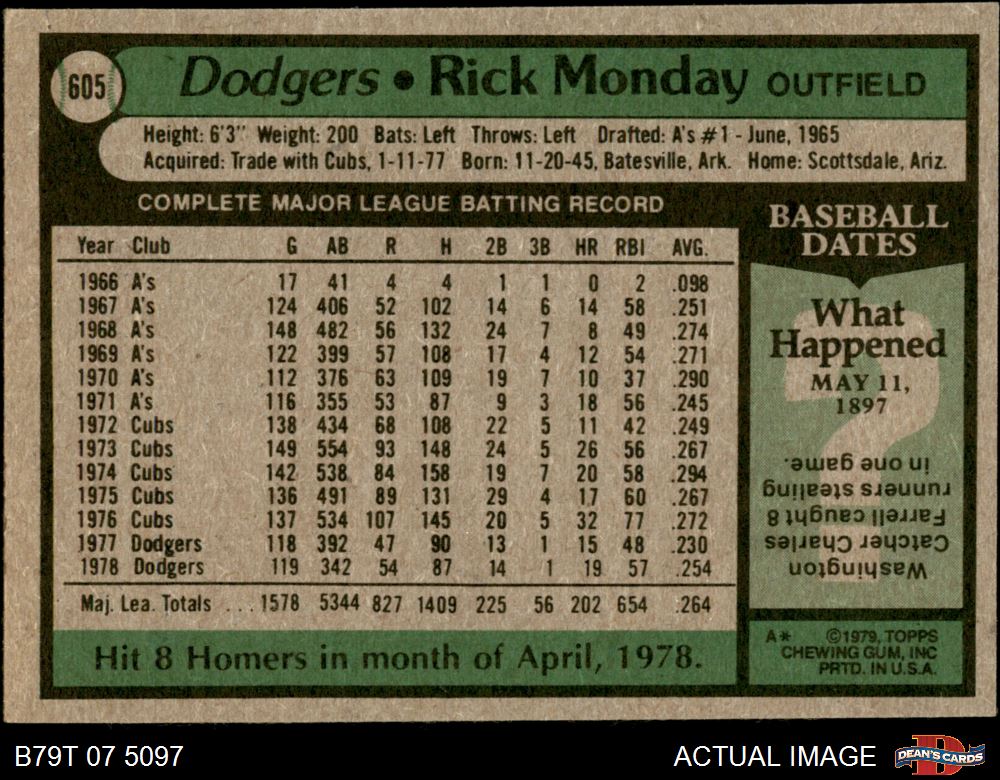 605
Dodgers • Rick Monday OUTFIELD
Height: 6'3" Weight: 200 Bats: Left Throws: Left Drafted: A's #1 - June, 1965
Acquired: Trade with Cubs, 1-11-77 Born: 11-20-45, Batesville, Ark. Home: Scottsdale, Ariz.
COMPLETE MAJOR LEAGUE BATTING RECORD
Year Club G AB R H 2B 3B HR RBI AVG.
1966 A's 17 41 4 4 1 1 0 2 .098
1967 A's 124 406 52 102 14 6 14 58 .251
1968 A's 148 482 56 132 24 7 8 49 .274
1969 A's 122 399 57 108 17 4 12 54 .271
1970 A's 112 376 63 109 19 7 10 37 .290
1971 A's 116 355 53 87 9 3 18 56 .245
1972 Cubs 138 434 68 108 22 5 11 42 .249
1973 Cubs 149 554 93 148 24 5 26 56 .267
1974 Cubs 142 538 84 158 19 7 20 58 .294
1975 Cubs 136 491 89 131 29 4 17 60 .267
1976 Cubs 137 534 107 145 20 5 32 77 .272
1977 Dodgers 118 392 47 90 13 1 15 48 .230
1978 Dodgers 119 342 54 87 14 1 19 57 .254
Maj. Lea. Totals ... 1578 5344 827 1409 225 56 202 654 .264
Hit 8 Homers in month of April, 1978.
BASEBALL
DATES
What
Happened
MAY 11,
1897
?
Washington
Catcher Charles
Farrell caught 8
runners stealing
in one game.
A* ©1979, TOPPS
CHEWING GUM, INC
PRTD. IN U.S.A.
B79T 07 5097
ACTUAL IMAGE
D
DEAN'S CARDS